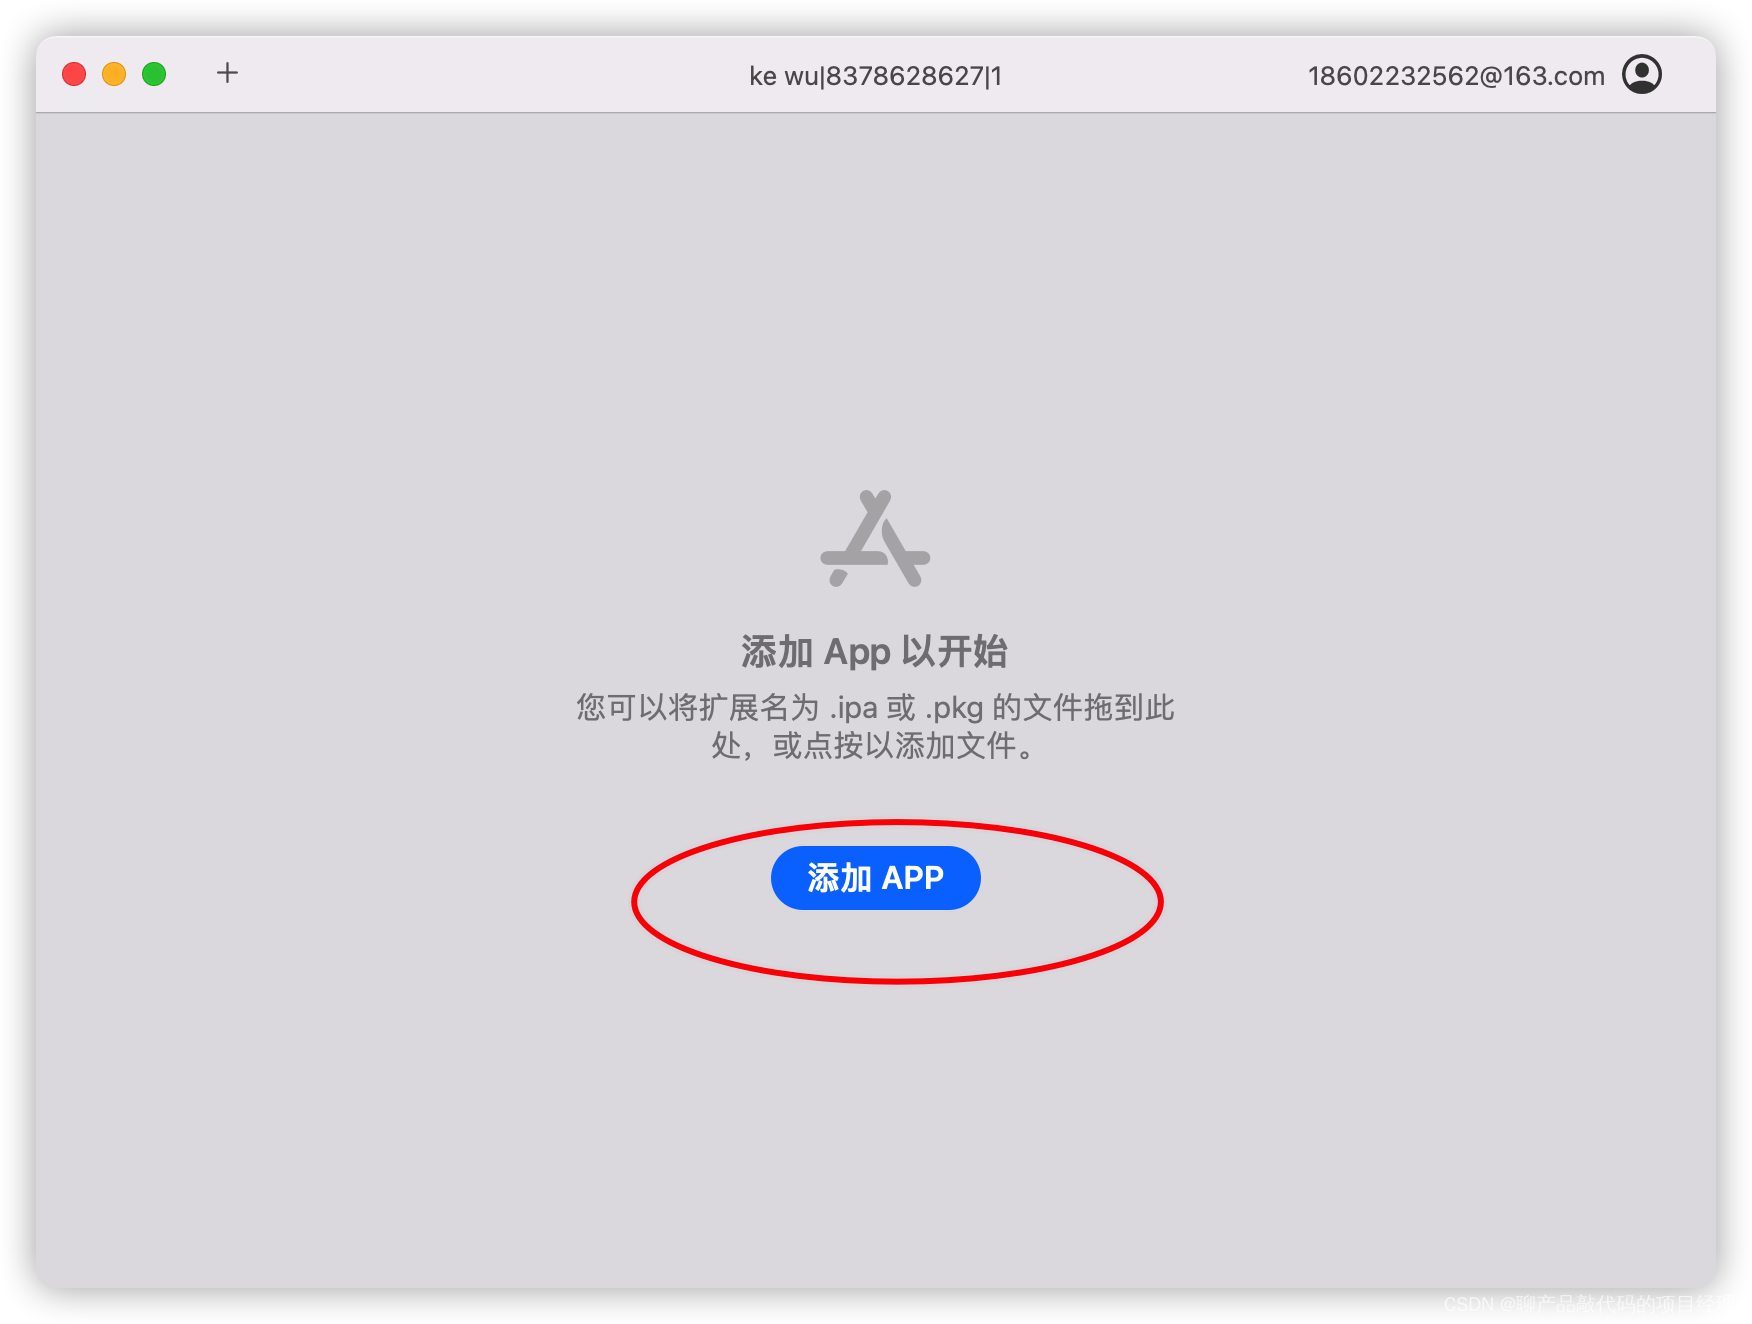 ke wu|8378628627|1
18602232562@163.com
添加 App 以开始
您可以将扩展名为 .ipa 或 .pkg 的文件拖到此
处，或点按以添加文件。
添加 APP
CSDN @聊产品敲代码的项目经理